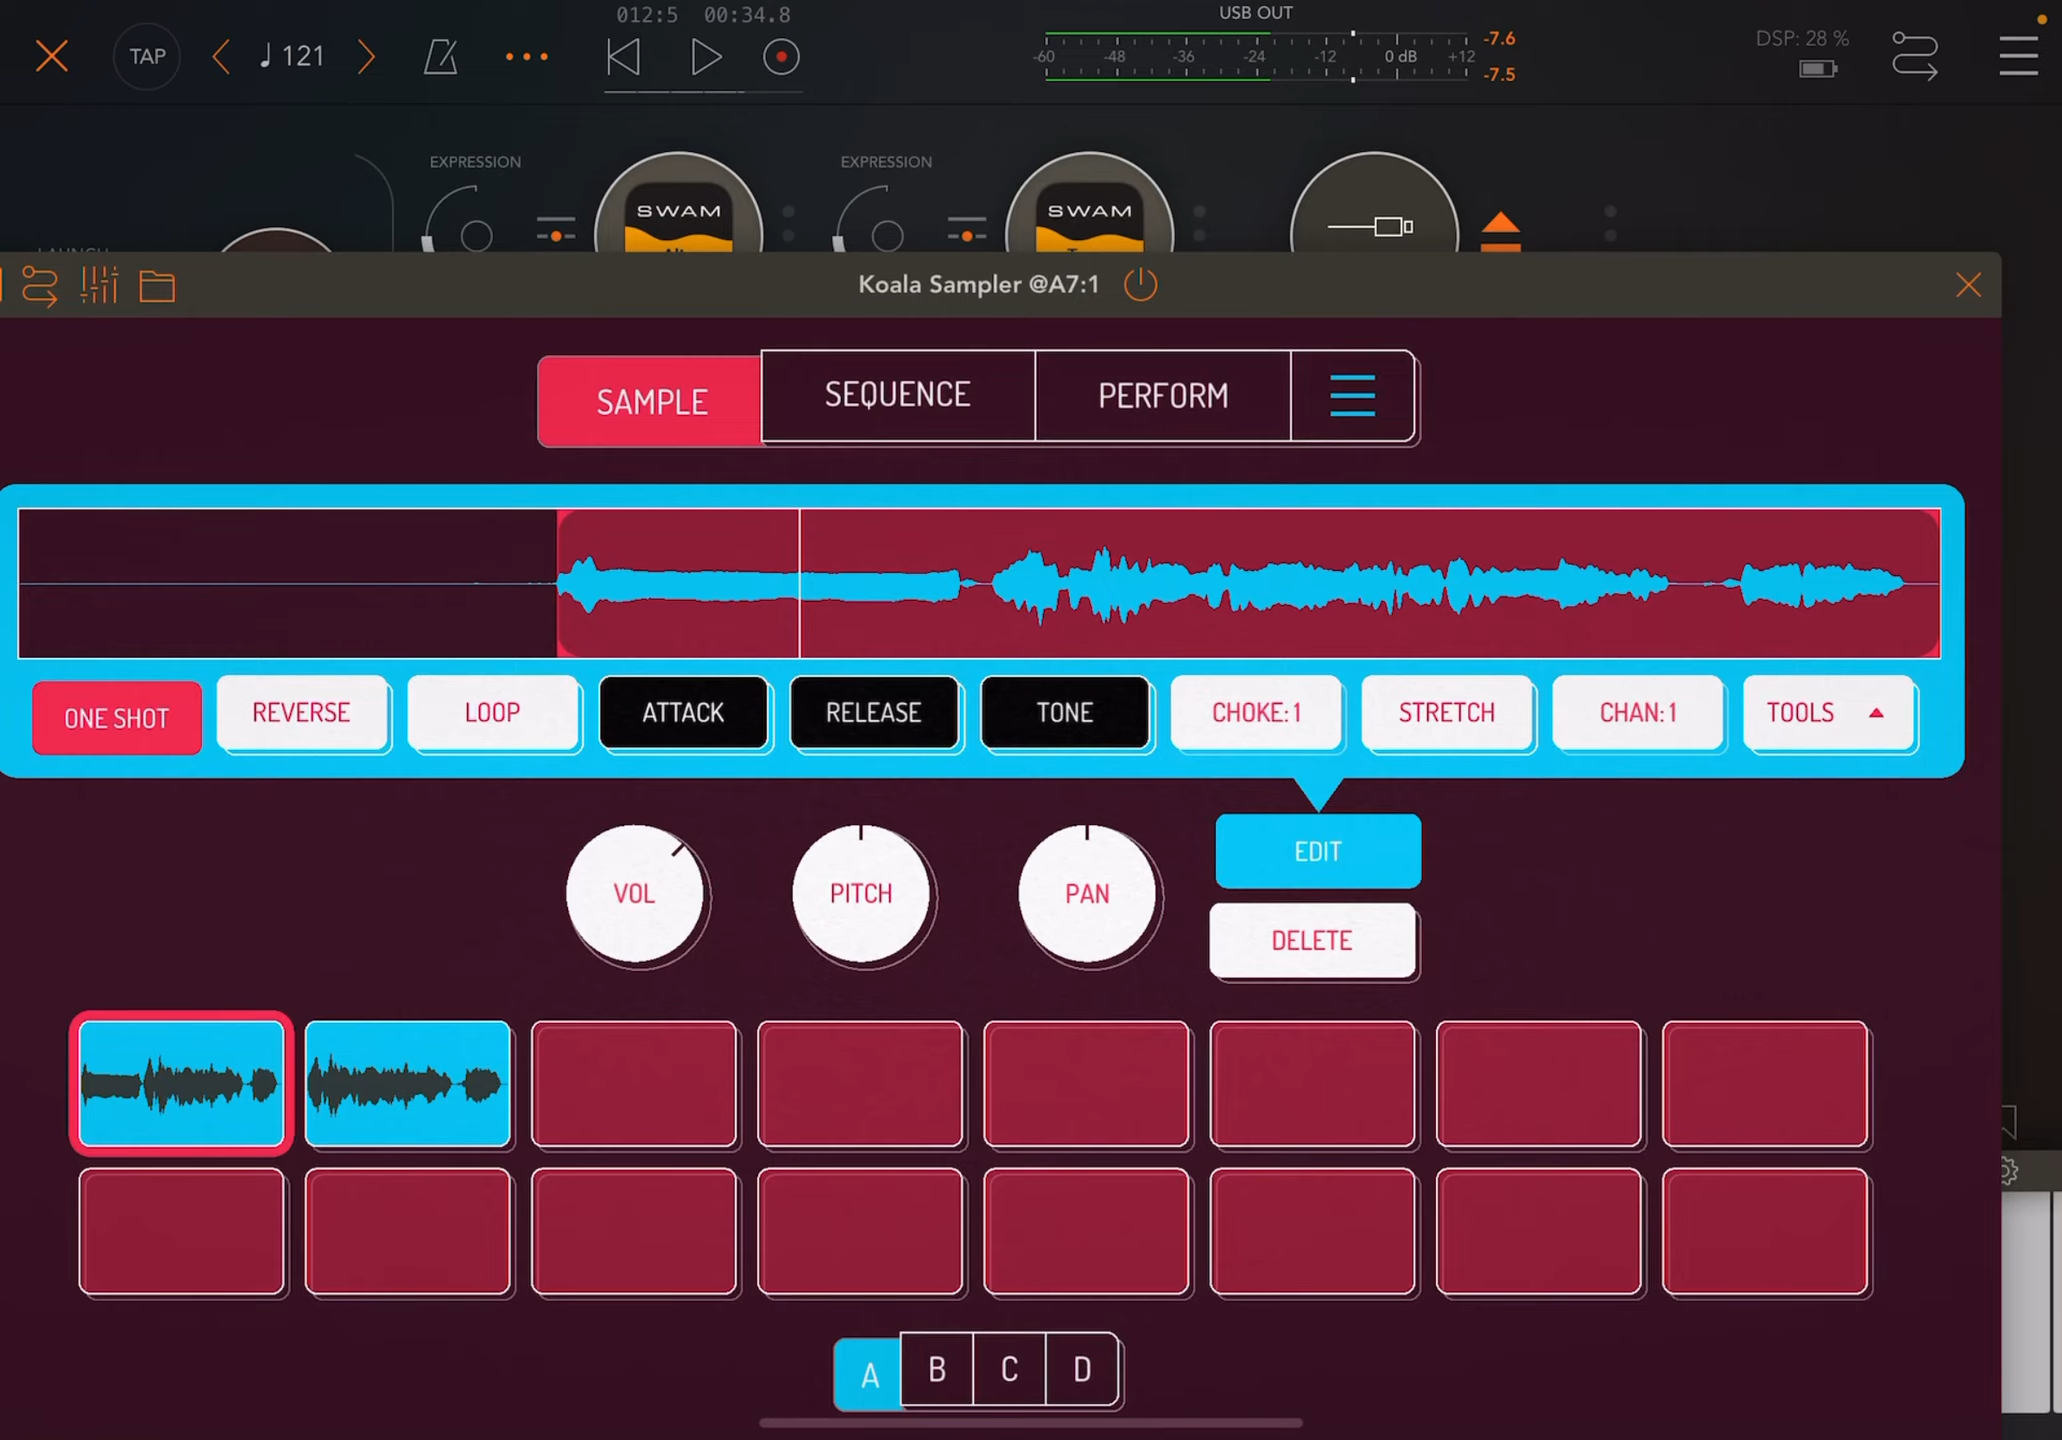 012:5 00:34.8 USB OUT
TAP 121 -60 -48 -36 -24 -12 0 dB +12 -7.6 -7.5 DSP: 28 %
EXPRESSION EXPRESSION
SWAM SWAM
Koala Sampler @A7:1
SAMPLE SEQUENCE PERFORM
ONE SHOT REVERSE LOOP ATTACK RELEASE TONE CHOKE:1 STRETCH CHAN:1 TOOLS
EDIT
VOL PITCH PAN
DELETE
A B C D